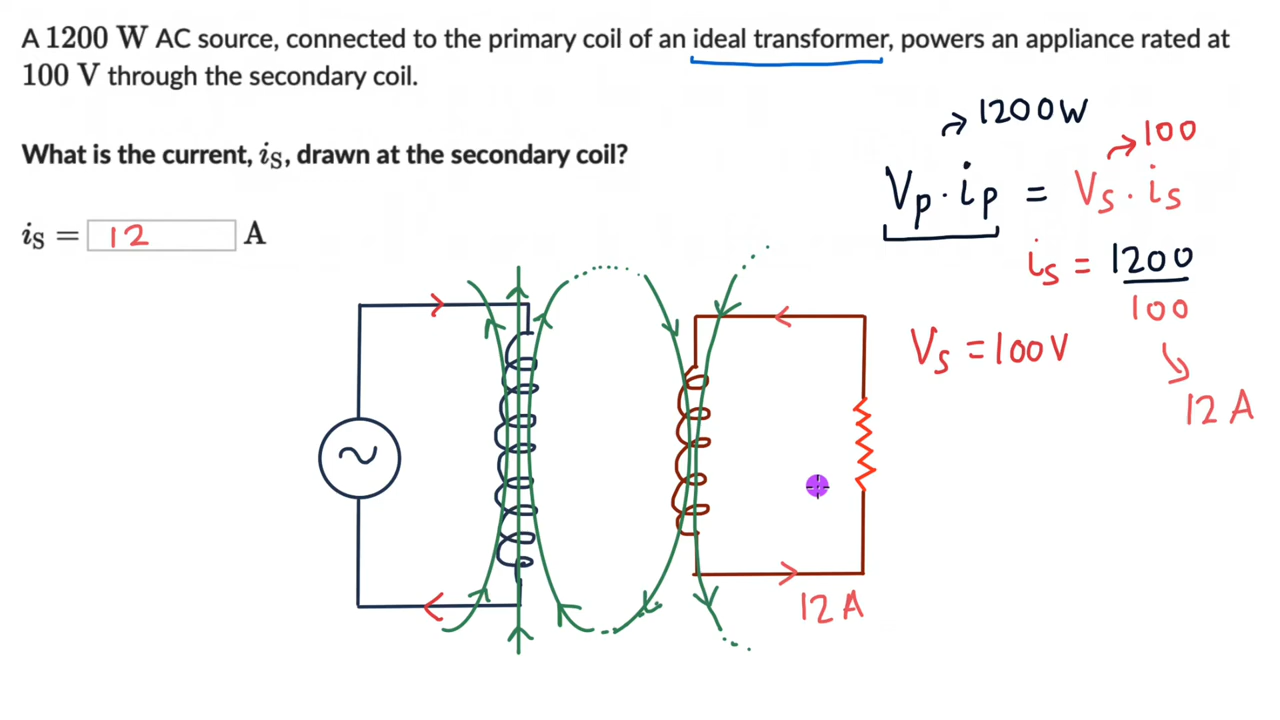 A 1200 W AC source, connected to the primary coil of an ideal transformer, powers an appliance rated at
100 V through the secondary coil.
→ 1200W
→ 100
What is the current, iS, drawn at the secondary coil?
Vp · ip = Vs · is
iS = 12 A
is = 1200
100
Vs = 100V
12 A
12 A